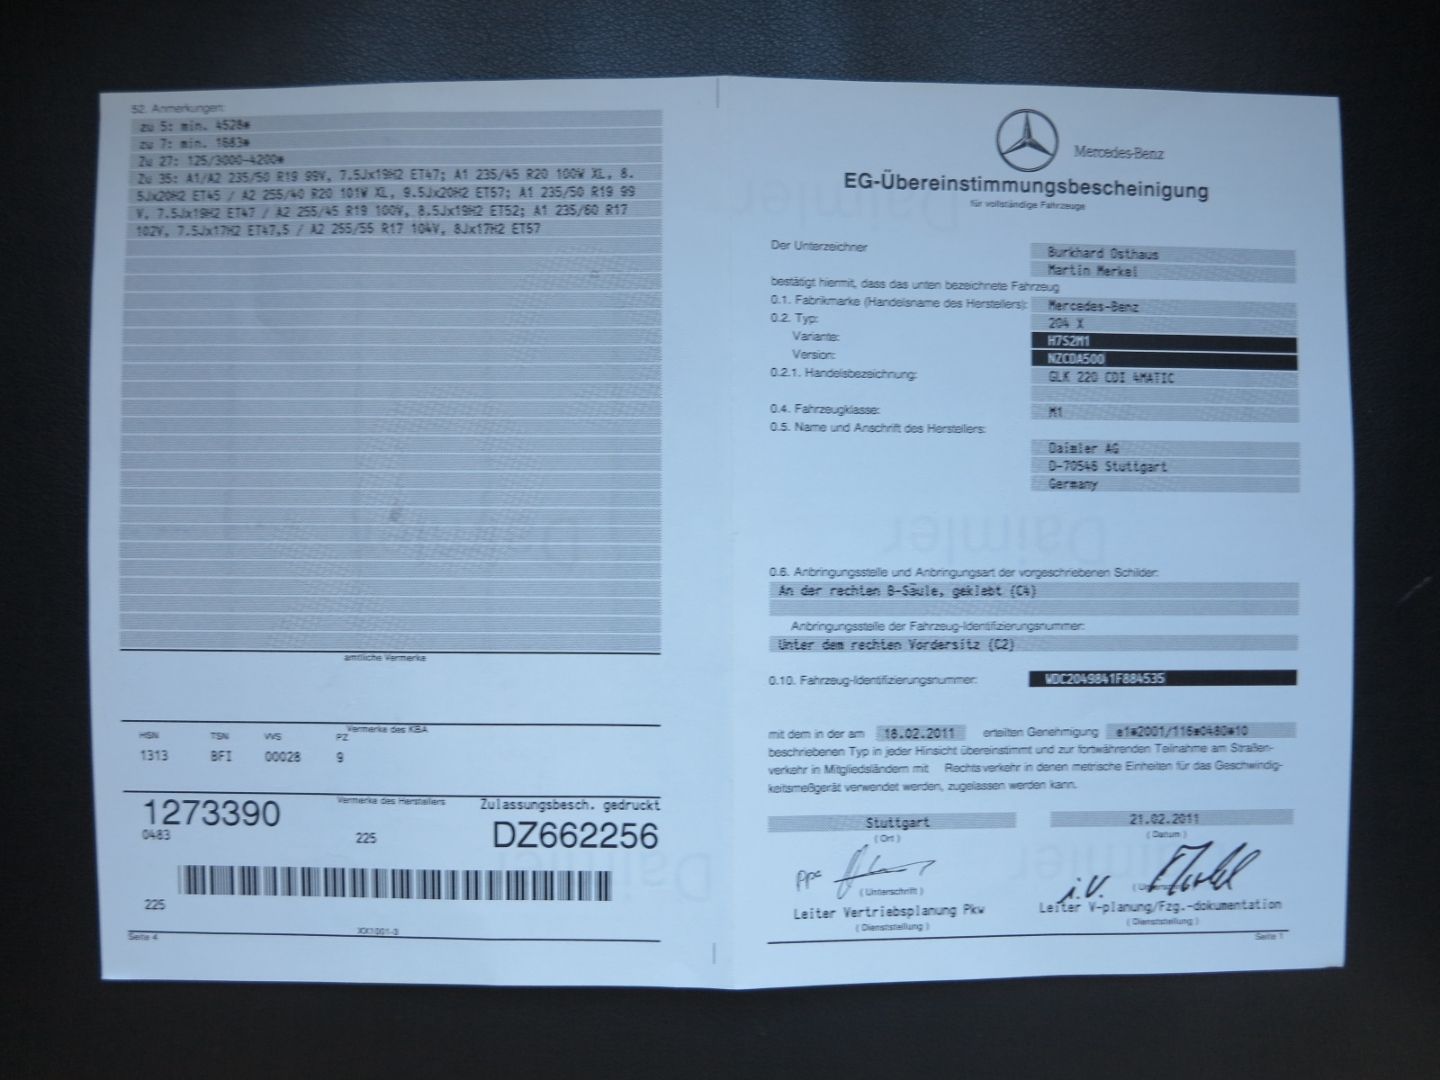 52. Anmerkungen:
zu 5: min. 4528*
zu 7: min. 1683*
Zu 27: 125/3000-4200*
Zu 35: A1/A2 235/50 R19 99V, 7.5Jx19H2 ET47; A1 235/45 R20 100W XL, 8.
5Jx20H2 ET45 / A2 255/40 R20 101W XL, 9.5Jx20H2 ET57; A1 235/50 R19 99
V, 7.5Jx19H2 ET47 / A2 255/45 R19 100V, 8.5Jx19H2 ET52; A1 235/60 R17
102V, 7.5Jx17H2 ET47,5 / A2 255/55 R17 104V, 8Jx17H2 ET57
amtliche Vermerke
Vermerke des KBA
HSN TSN VVS PZ
1313 BFI 00028 9
Vermerke des Herstellers
Zulassungsbesch. gedruckt
1273390
DZ662256
0483 225
225
Seite 4 XX1001-3
Mercedes-Benz
EG-Übereinstimmungsbescheinigung
für vollständige Fahrzeuge
Der Unterzeichner Burkhard Osthaus
Martin Merkel
bestätigt hiermit, dass das unten bezeichnete Fahrzeug
0.1. Fabrikmarke (Handelsname des Herstellers): Mercedes-Benz
0.2. Typ: 204 X
Variante: H7S2M1
Version: NZCDA500
0.2.1. Handelsbezeichnung: GLK 220 CDI 4MATIC
0.4. Fahrzeugklasse: M1
0.5. Name und Anschrift des Herstellers:
Daimler AG
D-70546 Stuttgart
Germany
Daimler
0.6. Anbringungsstelle und Anbringungsart der vorgeschriebenen Schilder:
An der rechten B-Säule, geklebt (C4)
Anbringungsstelle der Fahrzeug-Identifizierungsnummer:
Unter dem rechten Vordersitz (C2)
0.10. Fahrzeug-Identifizierungsnummer: WDC2049841F884535
mit dem in der am 18.02.2011 erteilten Genehmigung e1*2001/116*0480*10
beschriebenen Typ in jeder Hinsicht übereinstimmt und zur fortwährenden Teilnahme am Straßen-
verkehr in Mitgliedsländern mit Rechtsverkehr in denen metrische Einheiten für das Geschwindig-
keitsmeßgerät verwendet werden, zugelassen werden kann.
Stuttgart 21.02.2011
( Ort ) ( Datum )
ppa
i.V.
( Unterschrift )
Leiter Vertriebsplanung Pkw Leiter V-planung/Fzg.-dokumentation
( Dienststellung ) ( Dienststellung )
Seite 1